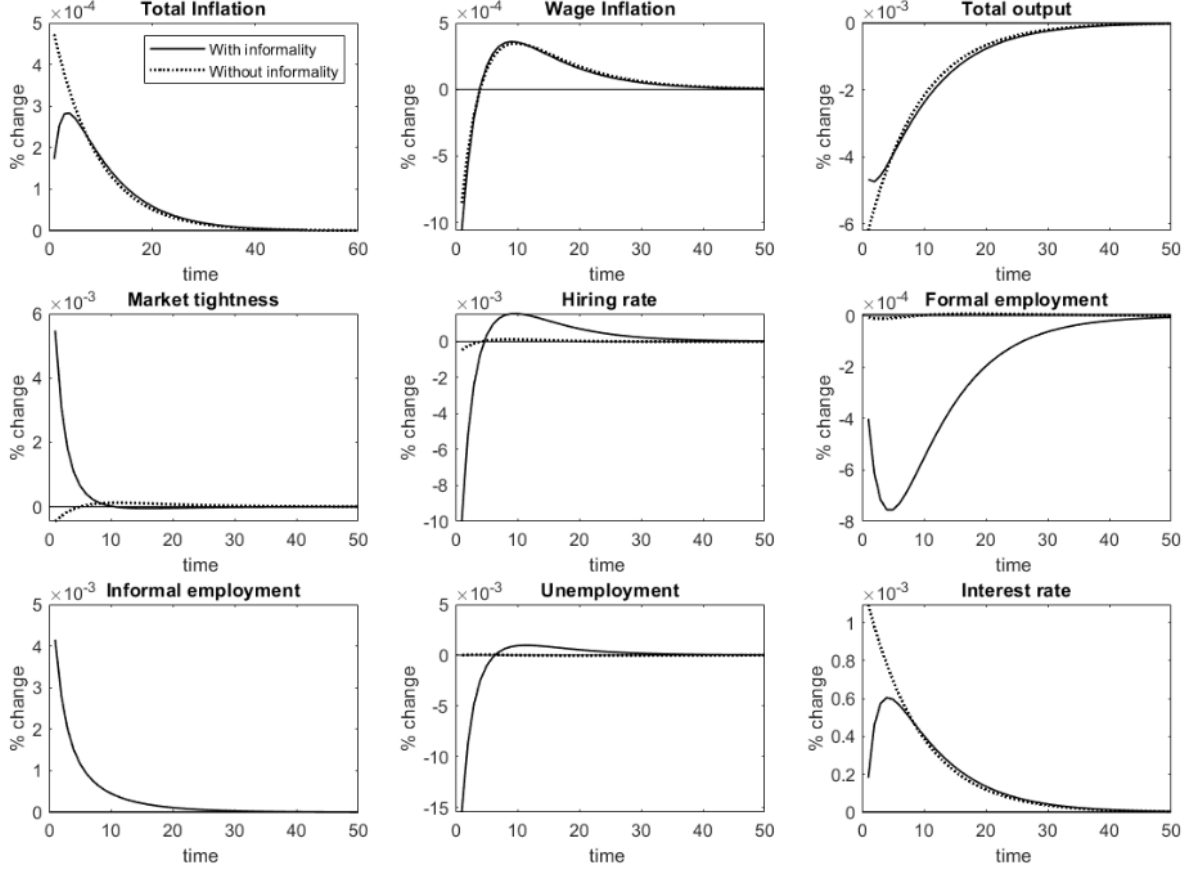 Total Inflation
×10⁻⁴
5
4
3
2
1
0
% change
With informality
Without informality
0 20 40 60
time
Wage Inflation
×10⁻⁴
5
0
-5
-10
% change
0 10 20 30 40 50
time
Total output
×10⁻³
0
-2
-4
-6
% change
0 10 20 30 40 50
time
Market tightness
×10⁻³
6
4
2
0
% change
0 10 20 30 40 50
time
Hiring rate
×10⁻³
0
-2
-4
-6
-8
-10
% change
0 10 20 30 40 50
time
Formal employment
×10⁻⁴
0
-2
-4
-6
-8
% change
0 10 20 30 40 50
time
Informal employment
×10⁻³
5
4
3
2
1
0
% change
0 10 20 30 40 50
time
Unemployment
×10⁻³
5
0
-5
-10
-15
% change
0 10 20 30 40 50
time
Interest rate
×10⁻³
1
0.8
0.6
0.4
0.2
0
% change
0 10 20 30 40 50
time